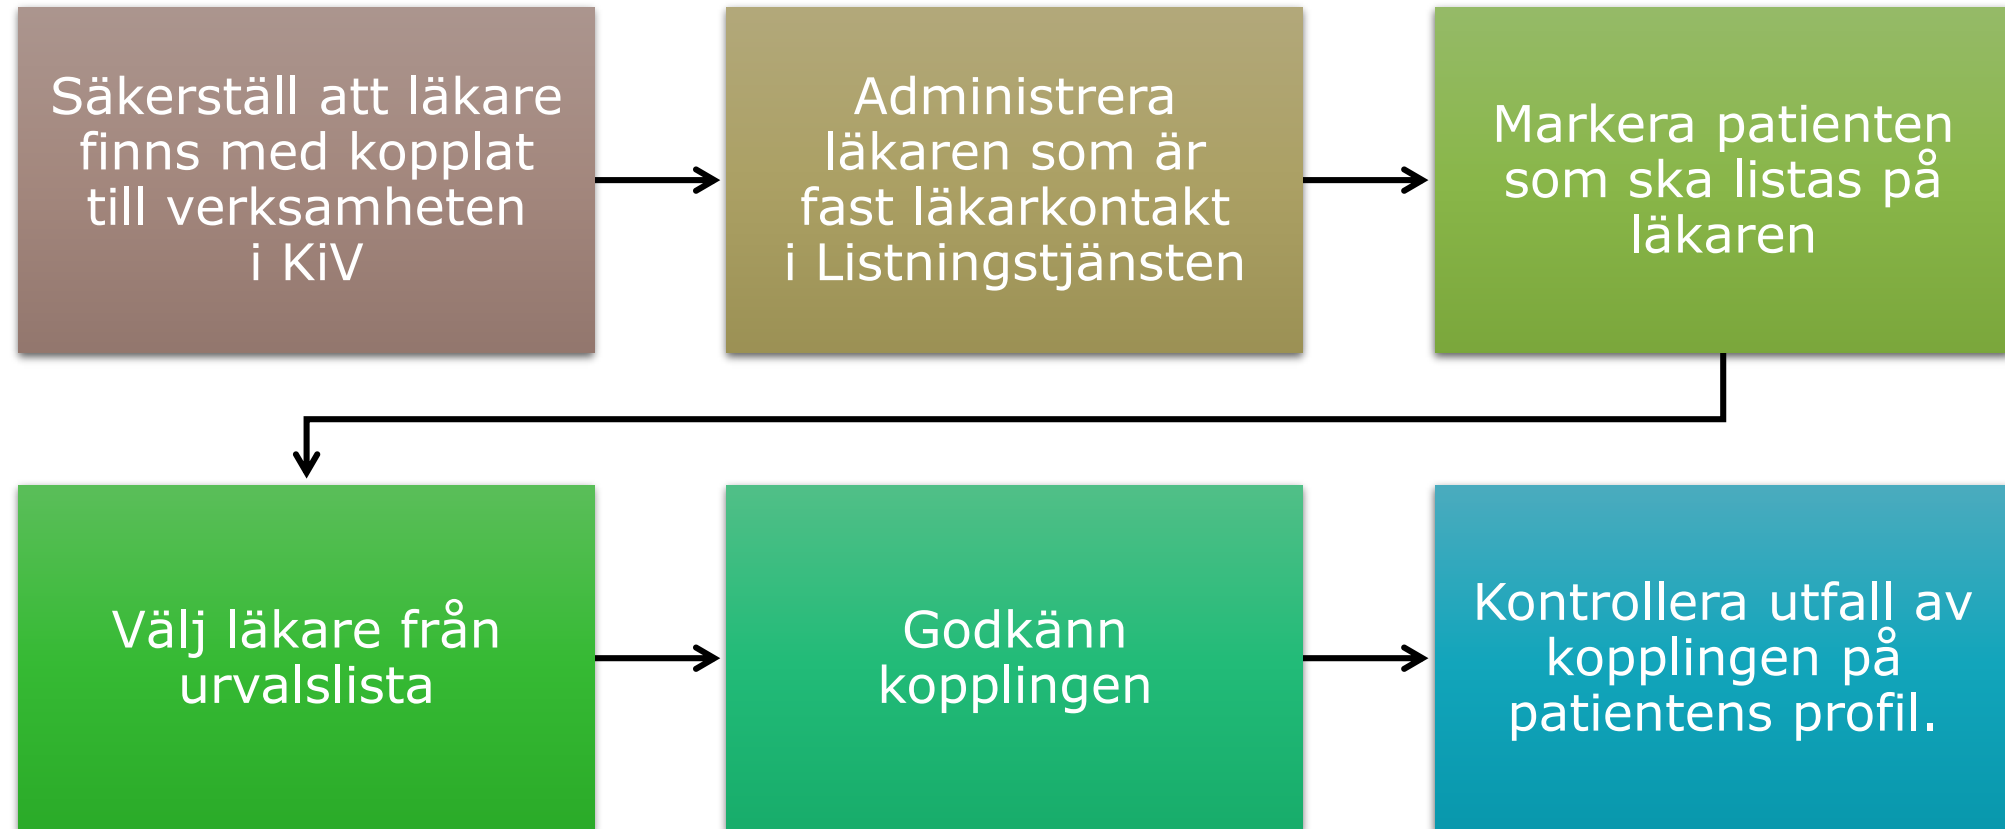 Säkerställ att läkare
finns med kopplat
till verksamheten
i KiV
Administrera
läkaren som är
fast läkarkontakt
i Listningstjänsten
Markera patienten
som ska listas på
läkaren
Välj läkare från
urvalslista
Godkänn
kopplingen
Kontrollera utfall av
kopplingen på
patientens profil.